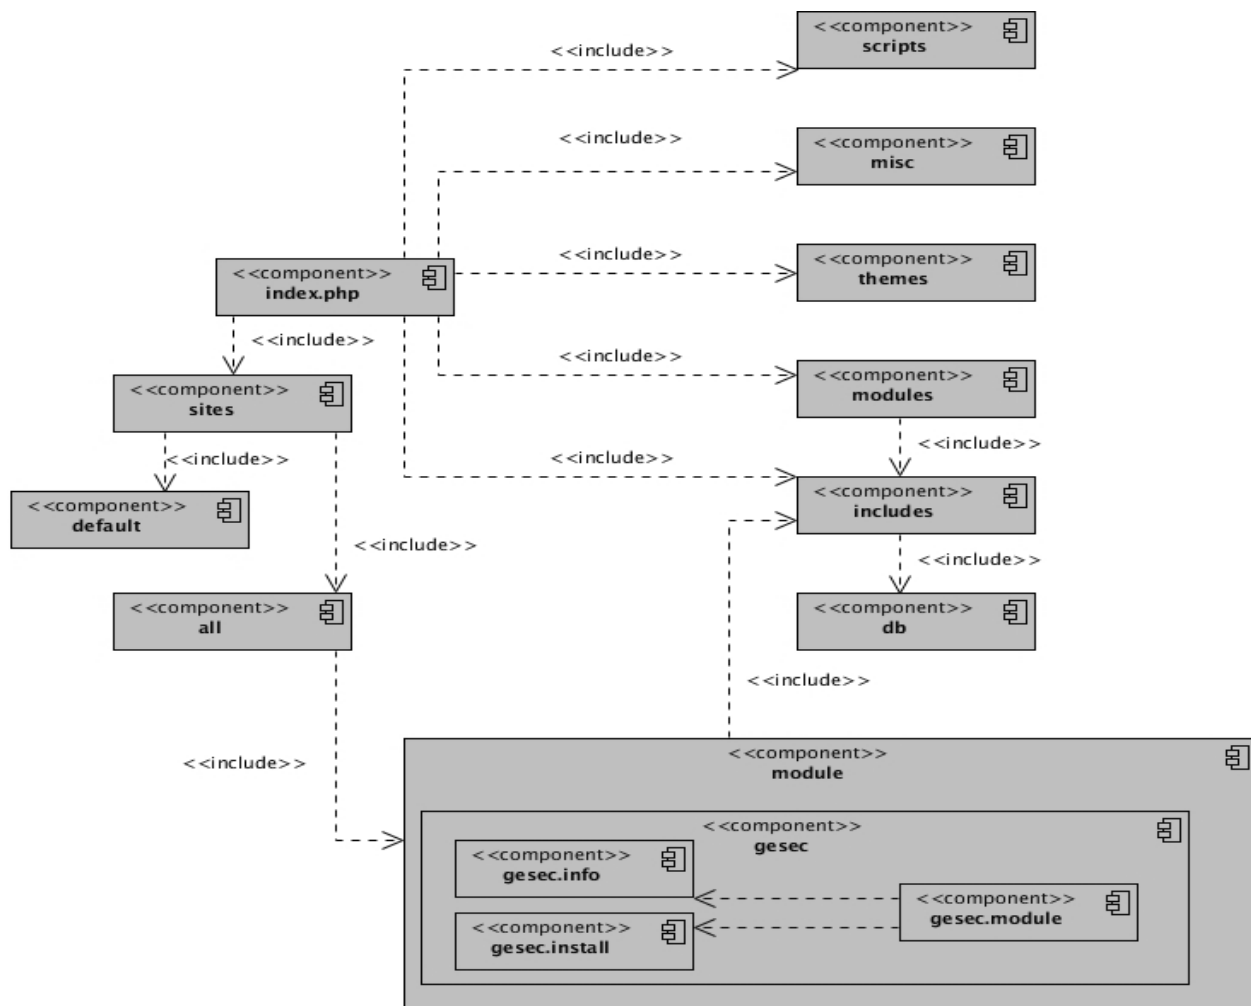 <<component>>
scripts
<<include>>
<<component>>
misc
<<include>>
<<component>>
themes
<<include>>
<<component>>
index.php
<<include>>
<<include>>
<<component>>
modules
<<component>>
sites
<<include>>
<<include>>
<<include>>
<<component>>
includes
<<component>>
default
<<include>>
<<include>>
<<component>>
all
<<component>>
db
<<include>>
<<include>>
<<component>>
module
<<component>>
gesec
<<component>>
gesec.info
<<component>>
gesec.module
<<component>>
gesec.install